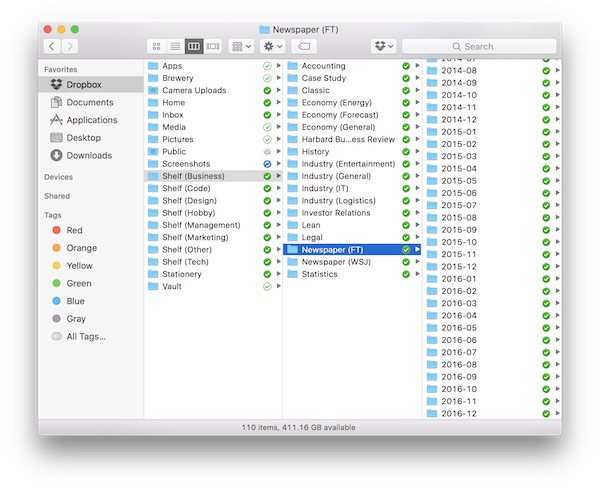 Newspaper (FT)
Search
Favorites
Dropbox
Documents
Applications
Desktop
Downloads
Devices
Shared
Tags
Red
Orange
Yellow
Green
Blue
Gray
All Tags...
Apps
Brewery
Camera Uploads
Home
Inbox
Media
Pictures
Public
Screenshots
Shelf (Business)
Shelf (Code)
Shelf (Design)
Shelf (Hobby)
Shelf (Management)
Shelf (Marketing)
Shelf (Other)
Shelf (Tech)
Stationery
Vault
Accounting
Case Study
Classic
Economy (Energy)
Economy (Forecast)
Economy (General)
Harbard Bu...ess Review
History
Industry (Entertainment)
Industry (General)
Industry (IT)
Industry (Logistics)
Investor Relations
Lean
Legal
Newspaper (FT)
Newspaper (WSJ)
Statistics
2014-07
2014-08
2014-09
2014-10
2014-11
2014-12
2015-01
2015-02
2015-03
2015-04
2015-05
2015-06
2015-07
2015-08
2015-09
2015-10
2015-11
2015-12
2016-01
2016-02
2016-03
2016-04
2016-05
2016-06
2016-07
2016-08
2016-09
2016-10
2016-11
2016-12
110 items, 411.16 GB available